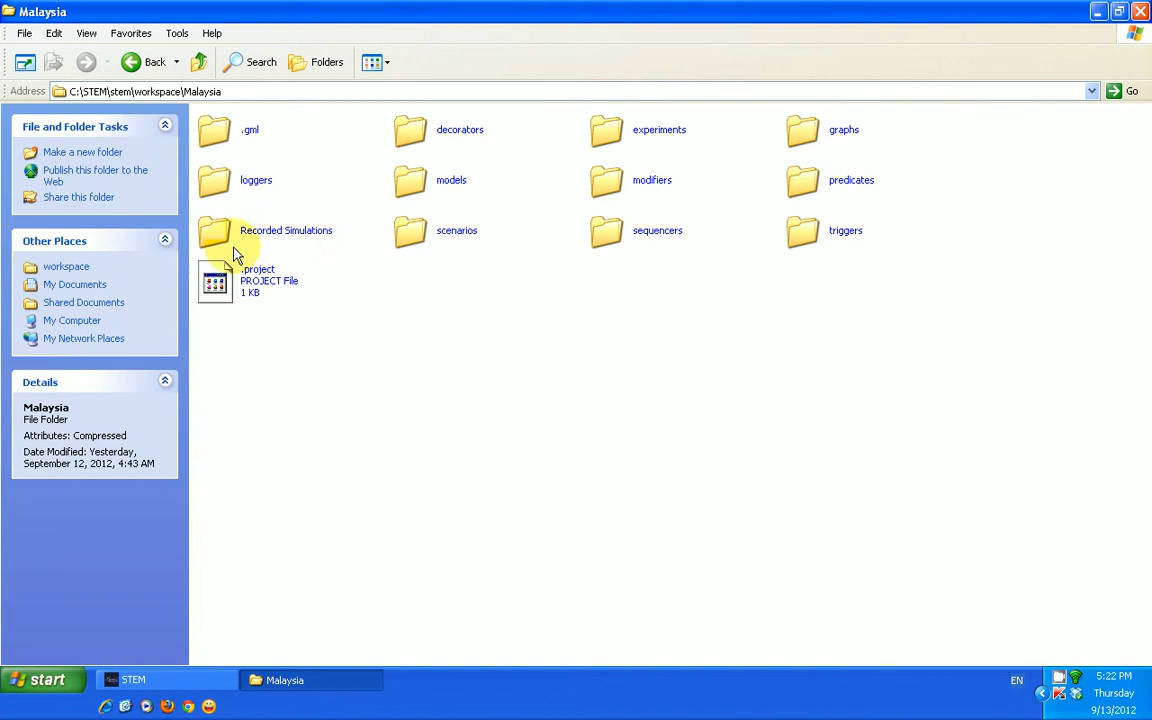 Malaysia
File Edit View Favorites Tools Help
Back Search Folders
Address C:\STEM\stem\workspace\Malaysia Go
File and Folder Tasks
Make a new folder
Publish this folder to the
Web
Share this folder
Other Places
workspace
My Documents
Shared Documents
My Computer
My Network Places
Details
Malaysia
File Folder
Attributes: Compressed
Date Modified: Yesterday,
September 12, 2012, 4:43 AM
.gml decorators experiments graphs
loggers models modifiers predicates
Recorded Simulations scenarios sequencers triggers
.project
PROJECT File
1 KB
start STEM Malaysia EN 5:22 PM
Thursday
9/13/2012